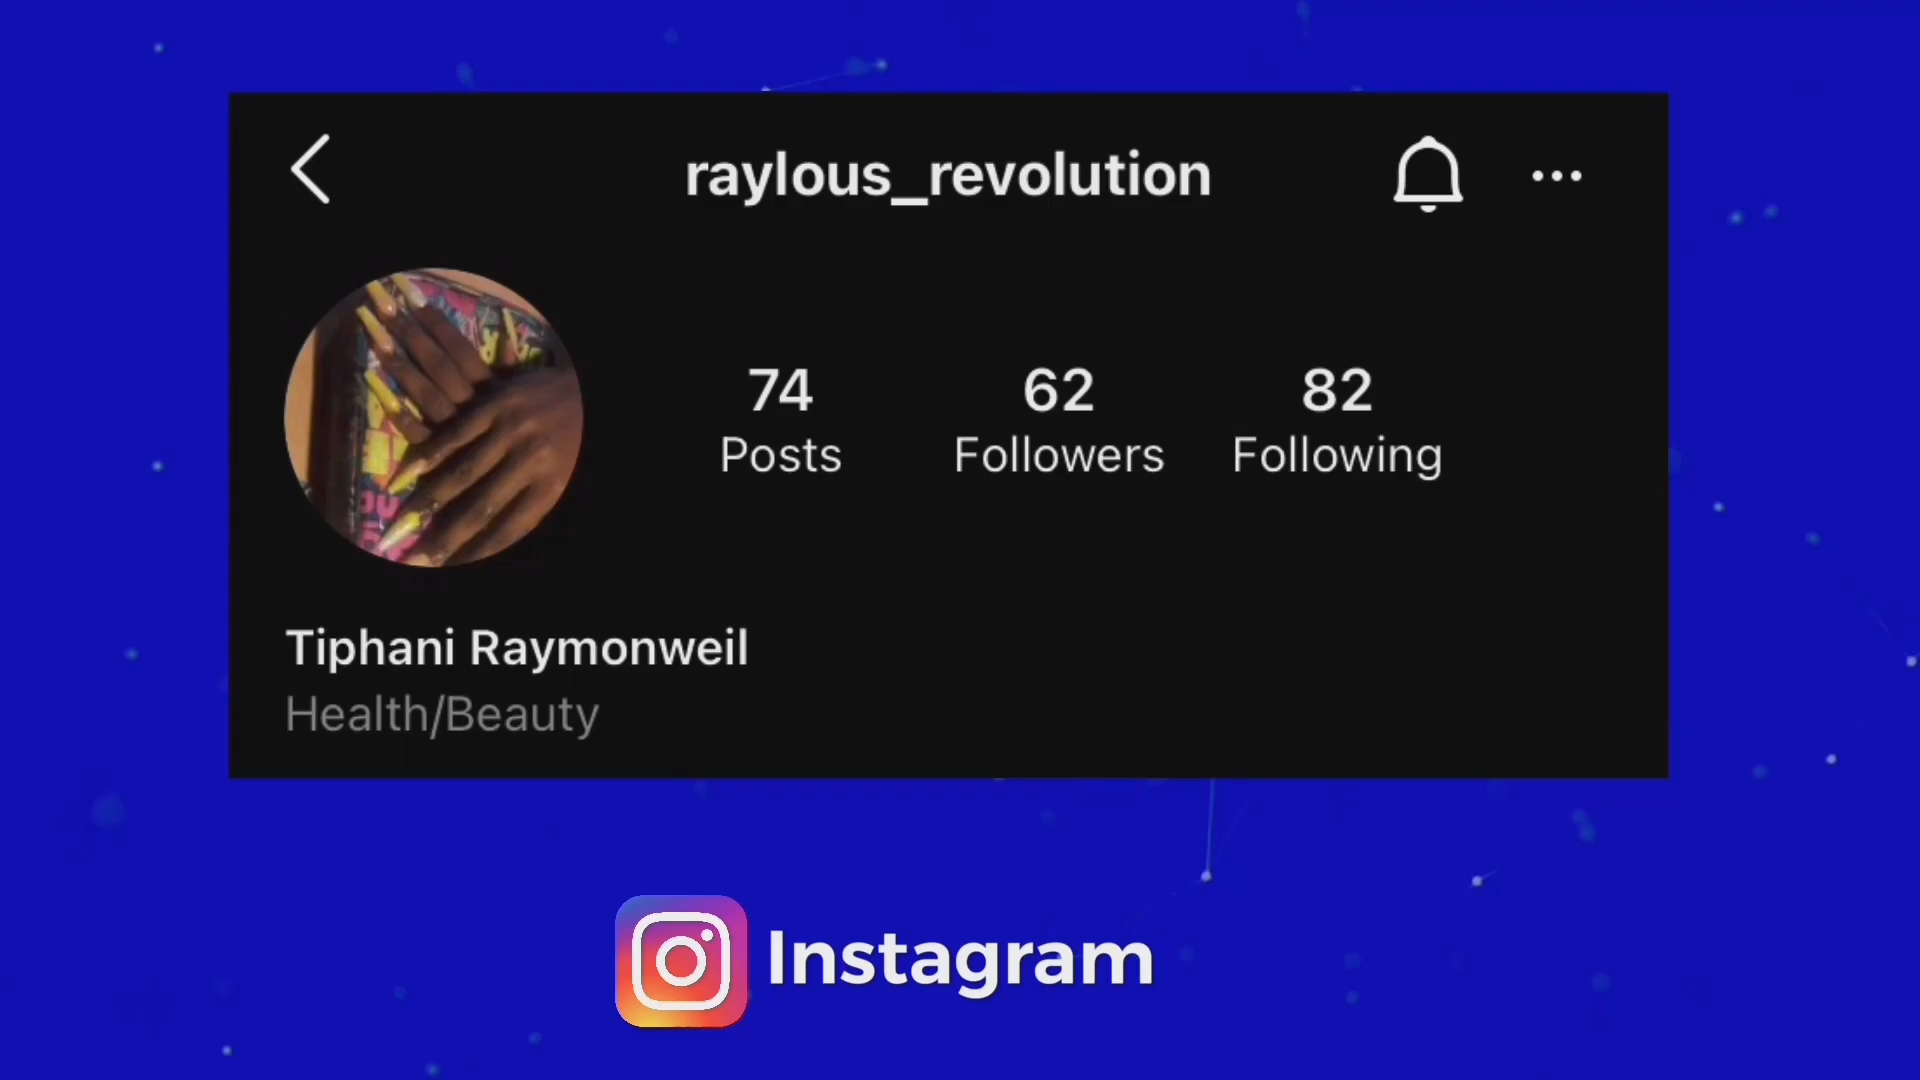 raylous_revolution
74 62 82
Posts Followers Following
Tiphani Raymonweil
Health/Beauty
Instagram